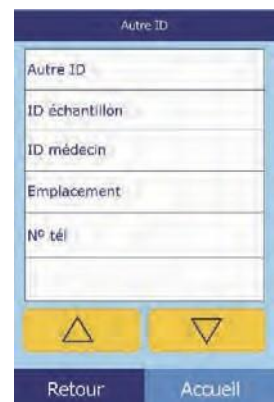 Autre ID
Autre ID
ID échantillon
ID médecin
Emplacement
Nº tél
Retour Accueil